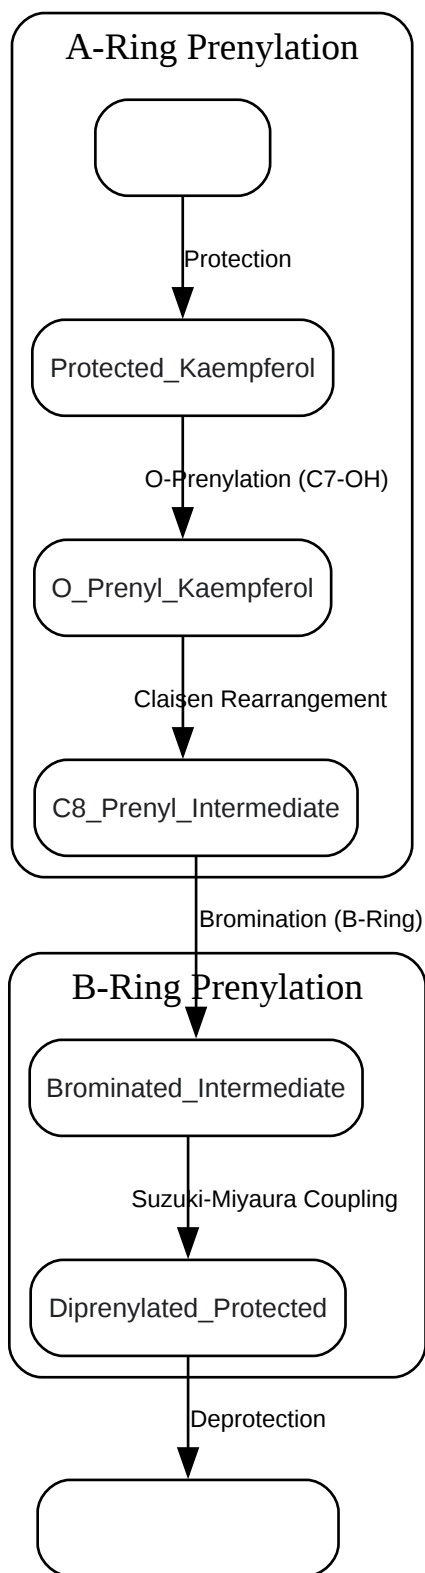 A-Ring Prenylation
Protection
Protected_Kaempferol
O-Prenylation (C7-OH)
O_Prenyl_Kaempferol
Claisen Rearrangement
C8_Prenyl_Intermediate
Bromination (B-Ring)
B-Ring Prenylation
Brominated_Intermediate
Suzuki-Miyaura Coupling
Diprenylated_Protected
Deprotection